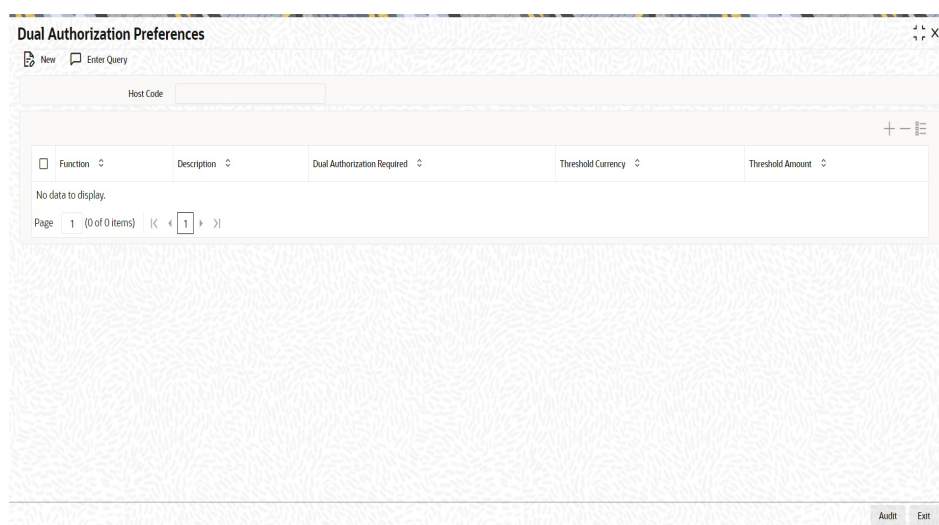 Dual Authorization Preferences
New Enter Query
Host Code
Function Description Dual Authorization Required Threshold Currency Threshold Amount
No data to display.
Page 1 (0 of 0 items) 1
Audit Exit